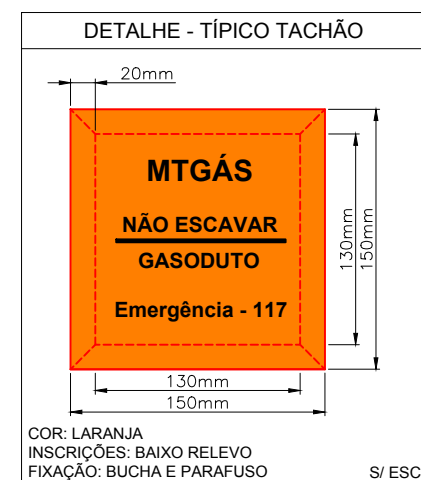 DETALHE - TÍPICO TACHÃO
20mm
MTGÁS
NÃO ESCAVAR
GASODUTO
Emergência - 117
130mm
150mm
130mm
150mm
COR: LARANJA
INSCRIÇÕES: BAIXO RELEVO
FIXAÇÃO: BUCHA E PARAFUSO
S/ ESC